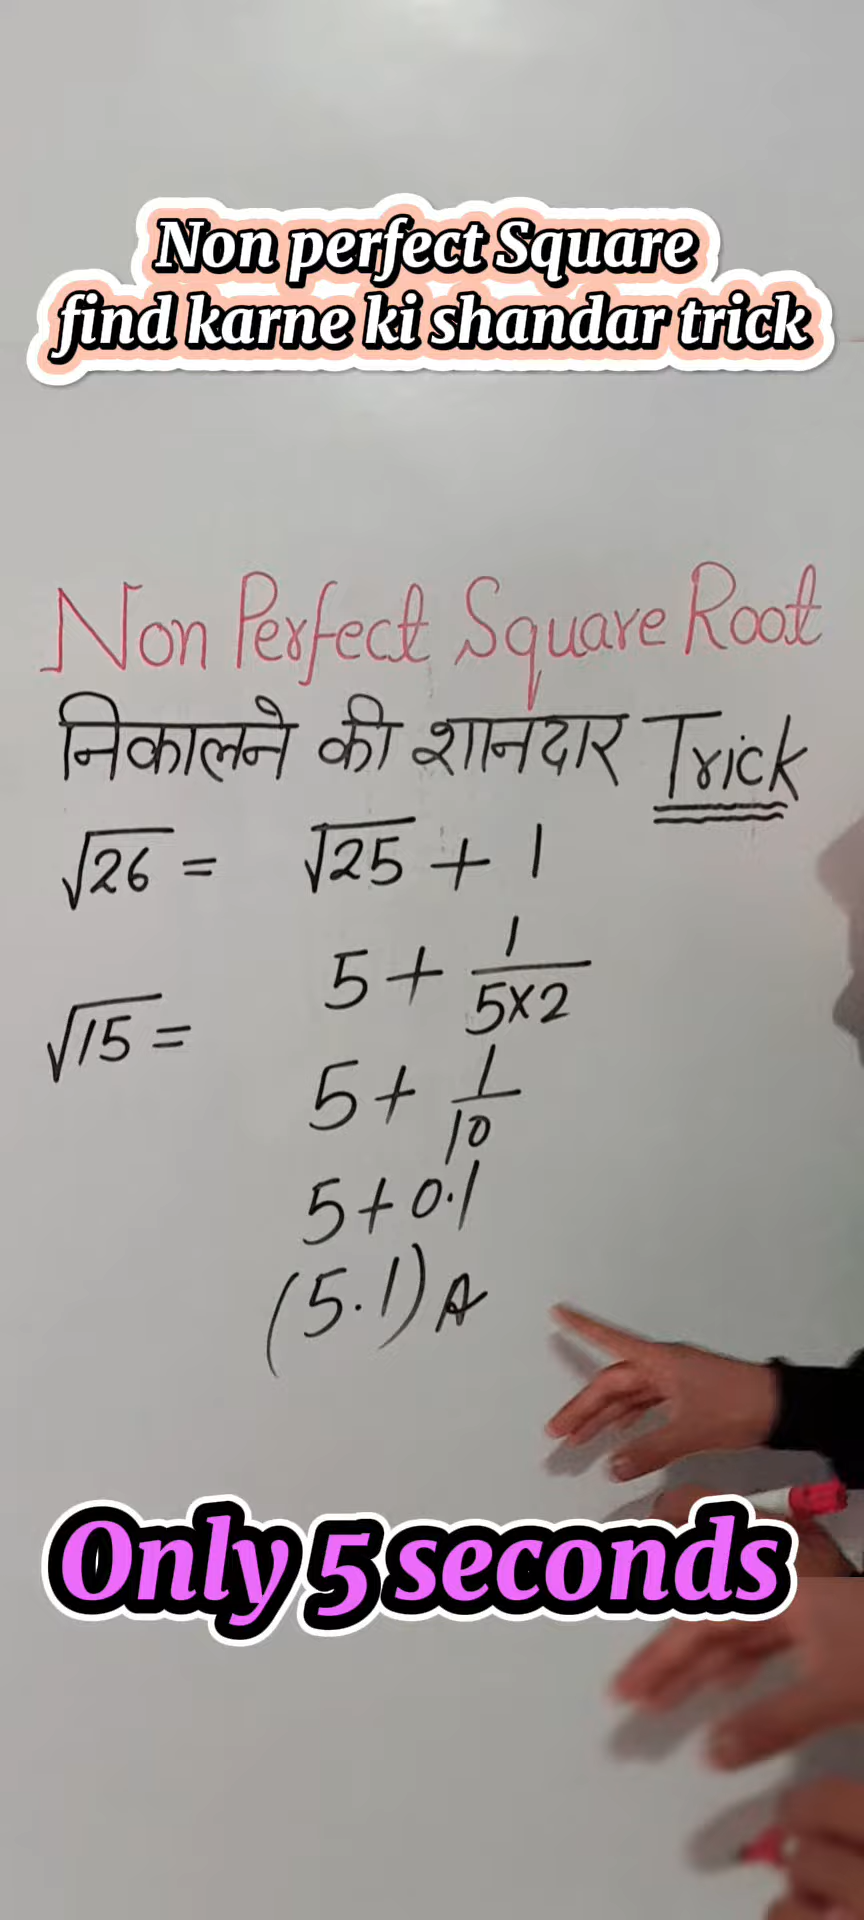 Non perfect Square
find karne ki shandar trick
Non Perfect Square Root
निकालने की शानदार Trick
√26 = √25 + 1
5 + 1/(5×2)
√15 =
5 + 1/10
5 + 0.1
(5.1) A
Only 5 seconds